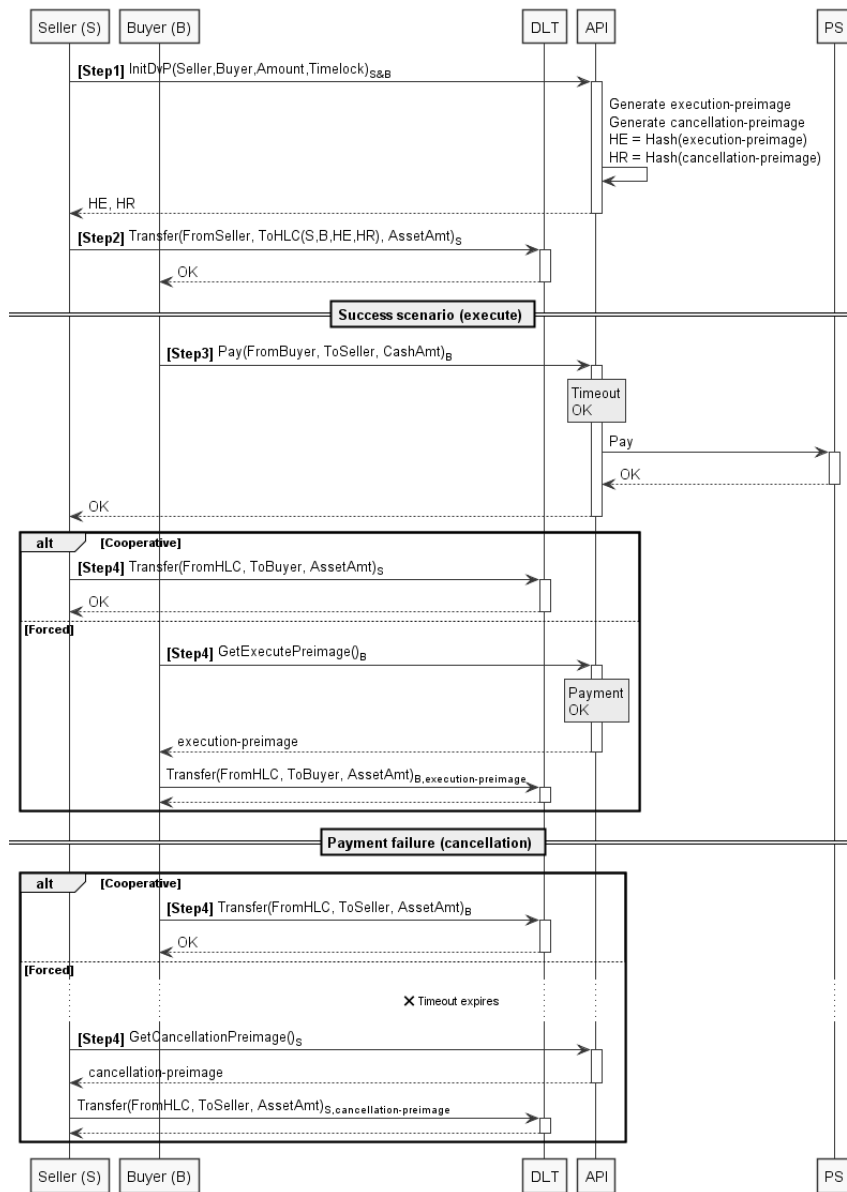 Seller (S) Buyer (B) DLT API PS
[Step1] InitDvP(Seller,Buyer,Amount,Timelock)S&B
Generate execution-preimage
Generate cancellation-preimage
HE = Hash(execution-preimage)
HR = Hash(cancellation-preimage)
HE, HR
[Step2] Transfer(FromSeller, ToHLC(S,B,HE,HR), AssetAmt)S
OK
Success scenario (execute)
[Step3] Pay(FromBuyer, ToSeller, CashAmt)B
Timeout
OK
Pay
OK
OK
alt [Cooperative]
[Step4] Transfer(FromHLC, ToBuyer, AssetAmt)S
OK
[Forced]
[Step4] GetExecutePreimage()B
Payment
OK
execution-preimage
Transfer(FromHLC, ToBuyer, AssetAmt)B,execution-preimage
Payment failure (cancellation)
alt [Cooperative]
[Step4] Transfer(FromHLC, ToSeller, AssetAmt)B
OK
[Forced]
❌ Timeout expires
[Step4] GetCancellationPreimage()S
cancellation-preimage
Transfer(FromHLC, ToSeller, AssetAmt)S,cancellation-preimage
Seller (S) Buyer (B) DLT API PS